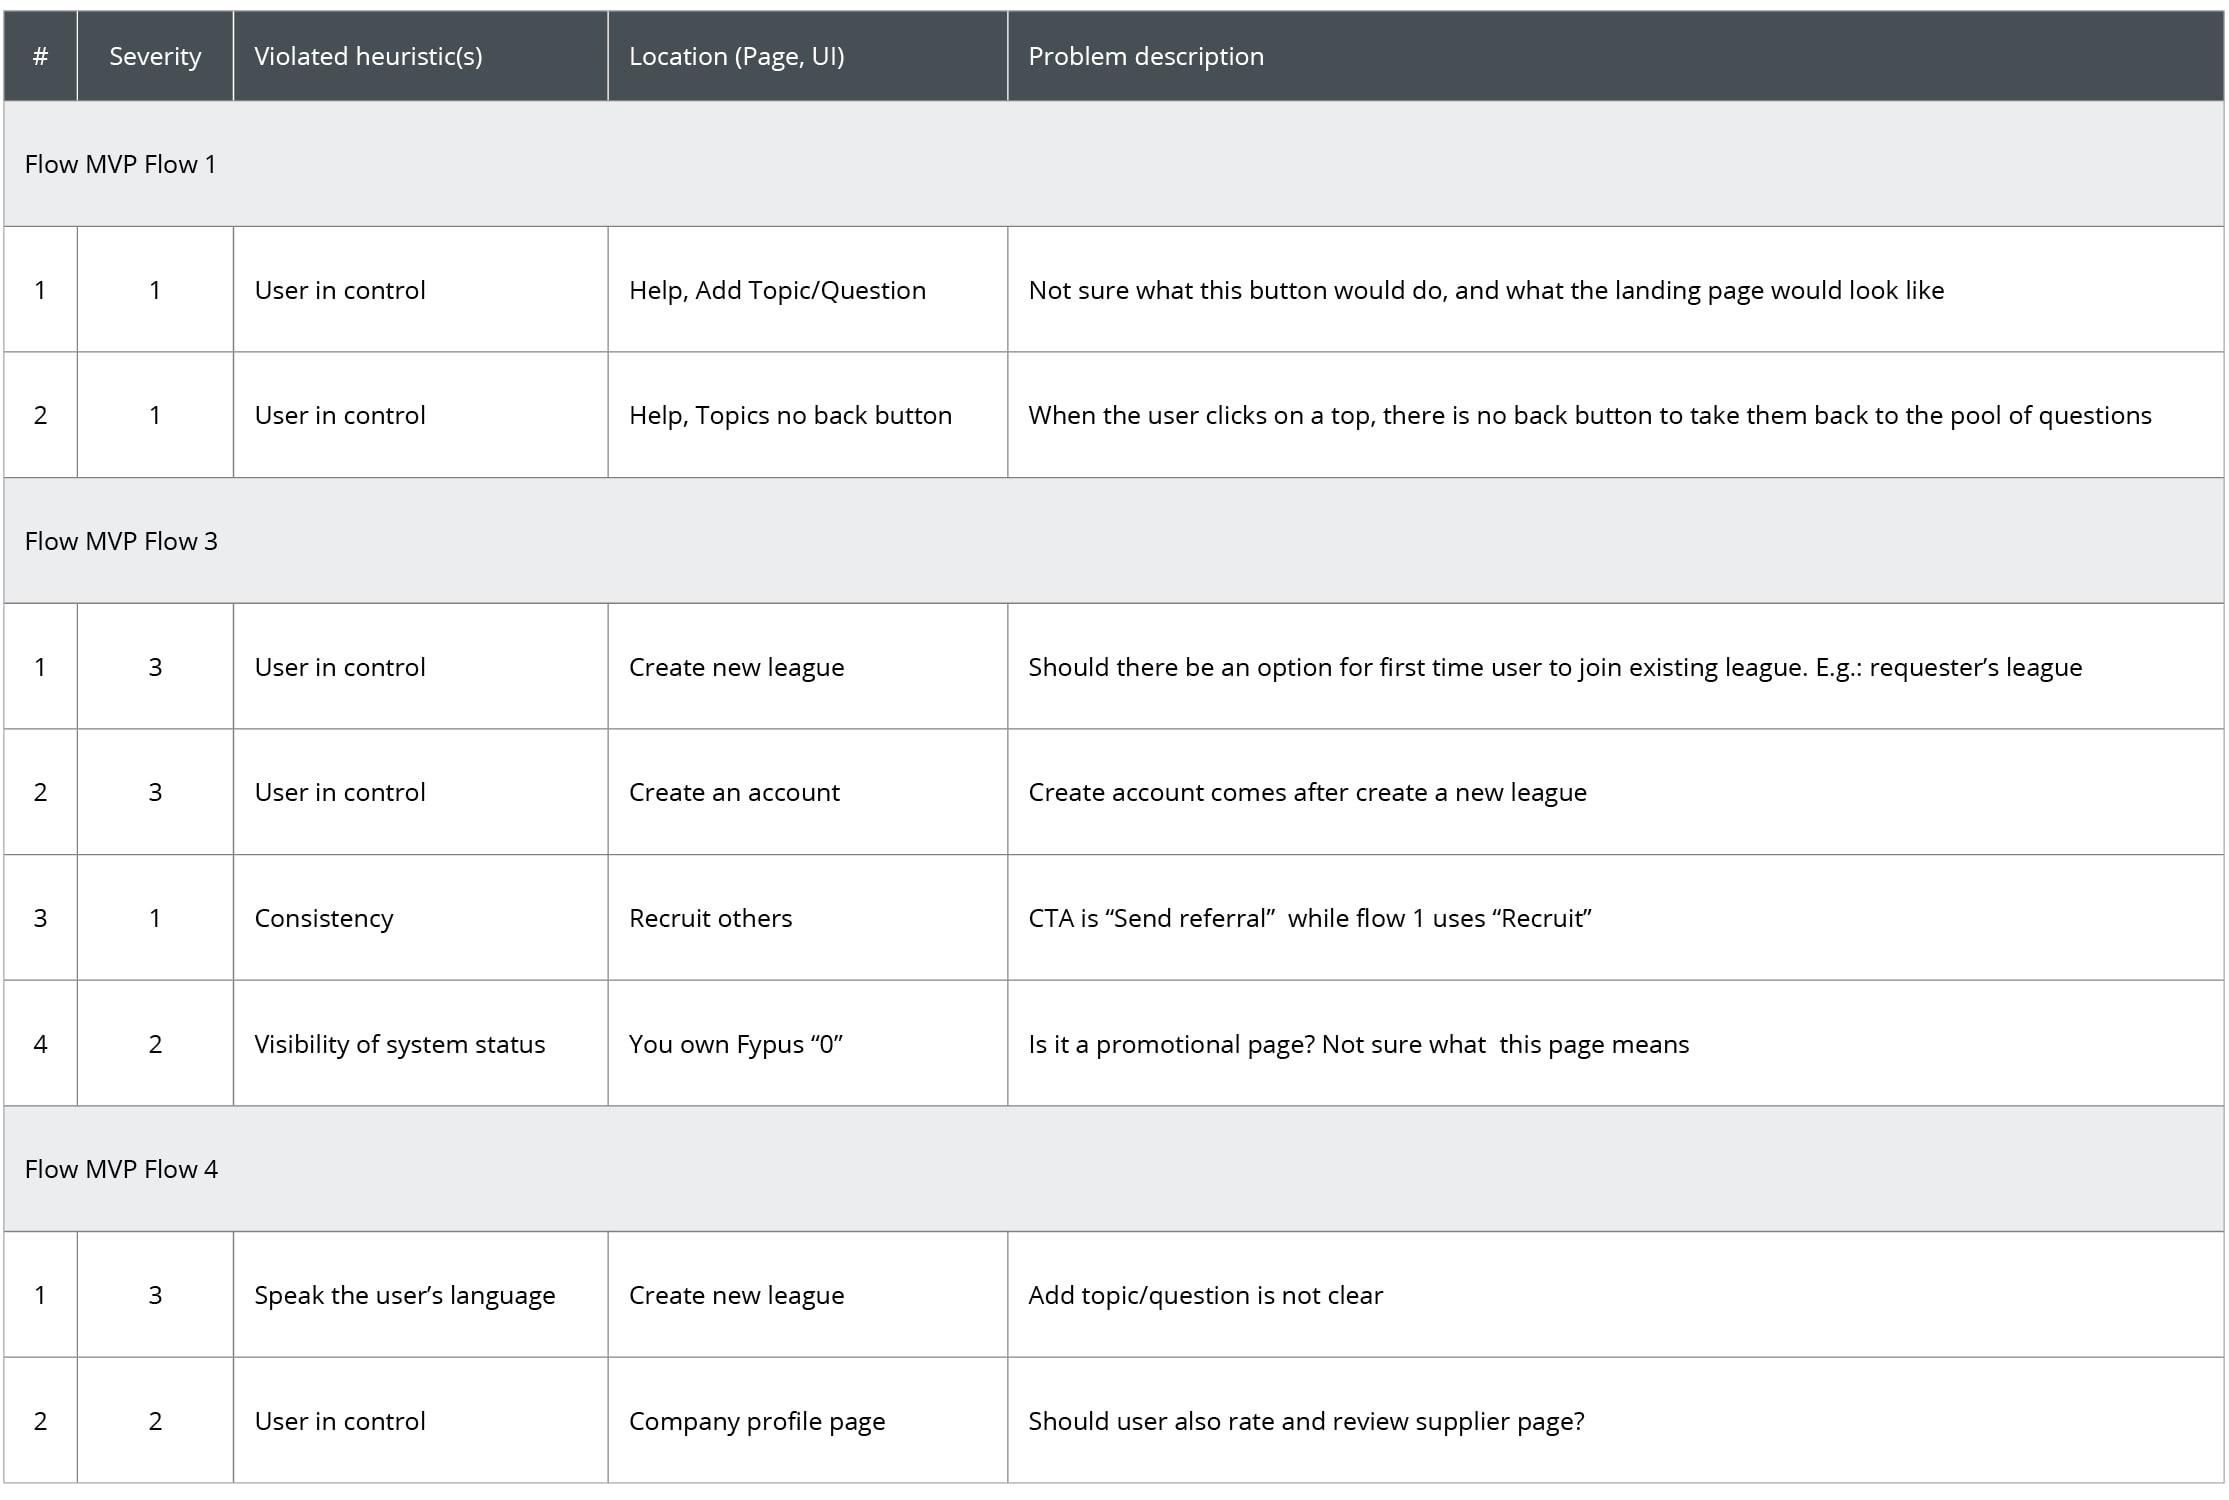 # Severity Violated heuristic(s) Location (Page, UI) Problem description
Flow MVP Flow 1
1 1 User in control Help, Add Topic/Question Not sure what this button would do, and what the landing page would look like
2 1 User in control Help, Topics no back button When the user clicks on a top, there is no back button to take them back to the pool of questions
Flow MVP Flow 3
1 3 User in control Create new league Should there be an option for first time user to join existing league. E.g.: requester’s league
2 3 User in control Create an account Create account comes after create a new league
3 1 Consistency Recruit others CTA is “Send referral”  while flow 1 uses “Recruit”
4 2 Visibility of system status You own Fypus “0” Is it a promotional page? Not sure what  this page means
Flow MVP Flow 4
1 3 Speak the user’s language Create new league Add topic/question is not clear
2 2 User in control Company profile page Should user also rate and review supplier page?